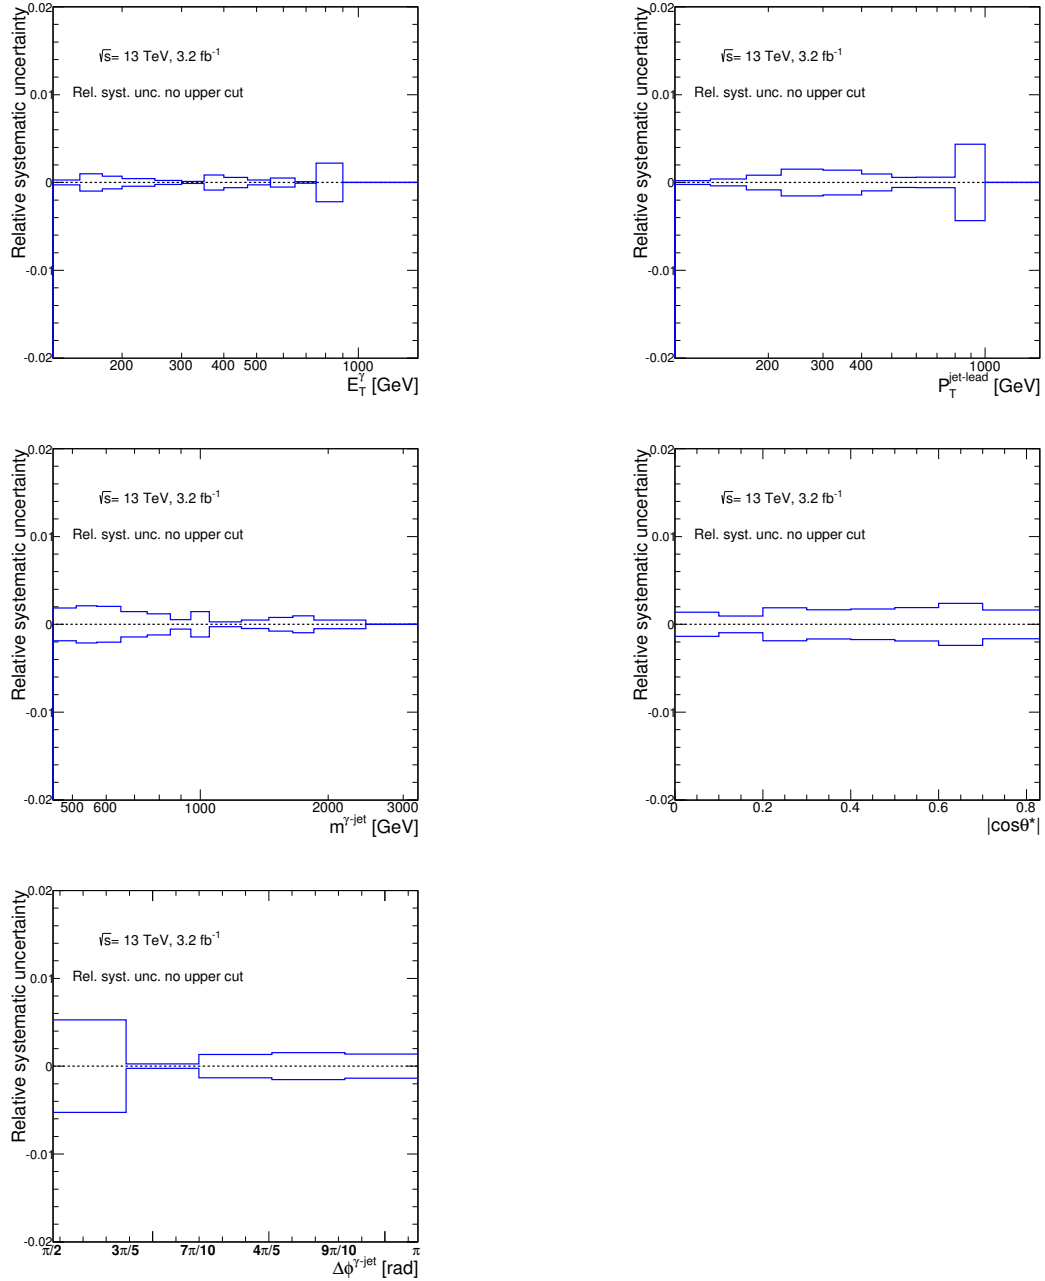 0.02
0.01
0
-0.01
-0.02
Relative systematic uncertainty
√s= 13 TeV, 3.2 fb⁻¹
Rel. syst. unc. no upper cut
200 300 400 500 1000
E_T^γ [GeV]
0.02
0.01
0
-0.01
-0.02
Relative systematic uncertainty
√s= 13 TeV, 3.2 fb⁻¹
Rel. syst. unc. no upper cut
200 300 400 1000
P_T^jet-lead [GeV]
0.02
0.01
0
-0.01
-0.02
Relative systematic uncertainty
√s= 13 TeV, 3.2 fb⁻¹
Rel. syst. unc. no upper cut
500 600 1000 2000 3000
m^γ-jet [GeV]
0.02
0.01
0
-0.01
-0.02
Relative systematic uncertainty
√s= 13 TeV, 3.2 fb⁻¹
Rel. syst. unc. no upper cut
0 0.2 0.4 0.6 0.8
|cosθ*|
0.02
0.01
0
-0.01
-0.02
Relative systematic uncertainty
√s= 13 TeV, 3.2 fb⁻¹
Rel. syst. unc. no upper cut
π/2 3π/5 7π/10 4π/5 9π/10 π
Δϕ^γ-jet [rad]